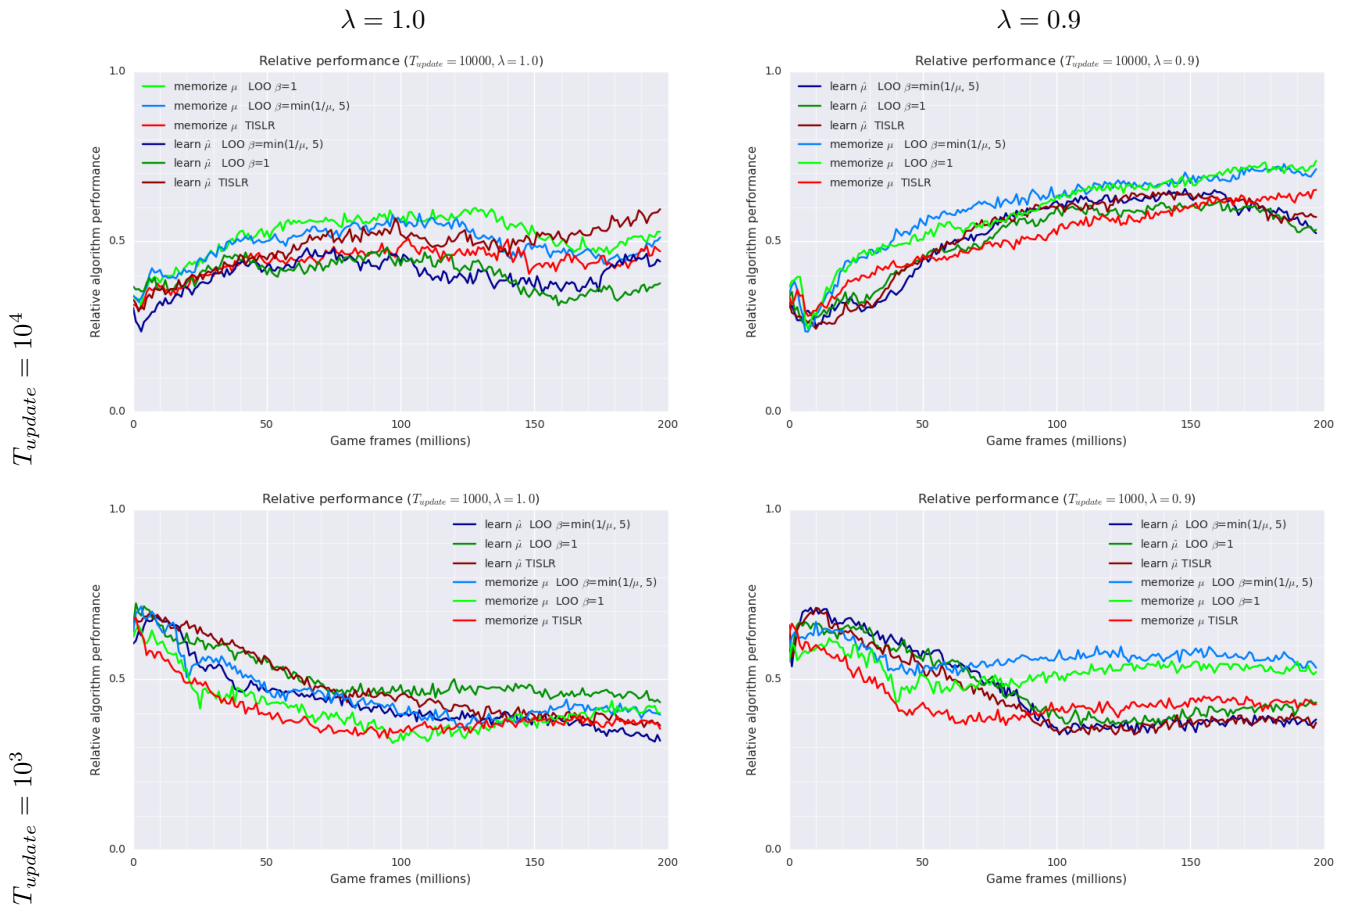 λ = 1.0
λ = 0.9
T_update = 10^4
Relative performance (T_update = 10000, λ = 1.0)
1.0
0.5
0.0
Relative algorithm performance
memorize μ LOO β=1
memorize μ LOO β=min(1/μ, 5)
memorize μ TISLR
learn μ̂ LOO β=min(1/μ, 5)
learn μ̂ LOO β=1
learn μ̂ TISLR
0 50 100 150 200
Game frames (millions)
Relative performance (T_update = 10000, λ = 0.9)
1.0
0.5
0.0
Relative algorithm performance
learn μ̂ LOO β=min(1/μ, 5)
learn μ̂ LOO β=1
learn μ̂ TISLR
memorize μ LOO β=min(1/μ, 5)
memorize μ LOO β=1
memorize μ TISLR
0 50 100 150 200
Game frames (millions)
T_update = 10^3
Relative performance (T_update = 1000, λ = 1.0)
1.0
0.5
0.0
Relative algorithm performance
learn μ̂ LOO β=min(1/μ, 5)
learn μ̂ LOO β=1
learn μ̂ TISLR
memorize μ LOO β=min(1/μ, 5)
memorize μ LOO β=1
memorize μ TISLR
0 50 100 150 200
Game frames (millions)
Relative performance (T_update = 1000, λ = 0.9)
1.0
0.5
0.0
Relative algorithm performance
learn μ̂ LOO β=min(1/μ, 5)
learn μ̂ LOO β=1
learn μ̂ TISLR
memorize μ LOO β=min(1/μ, 5)
memorize μ LOO β=1
memorize μ TISLR
0 50 100 150 200
Game frames (millions)